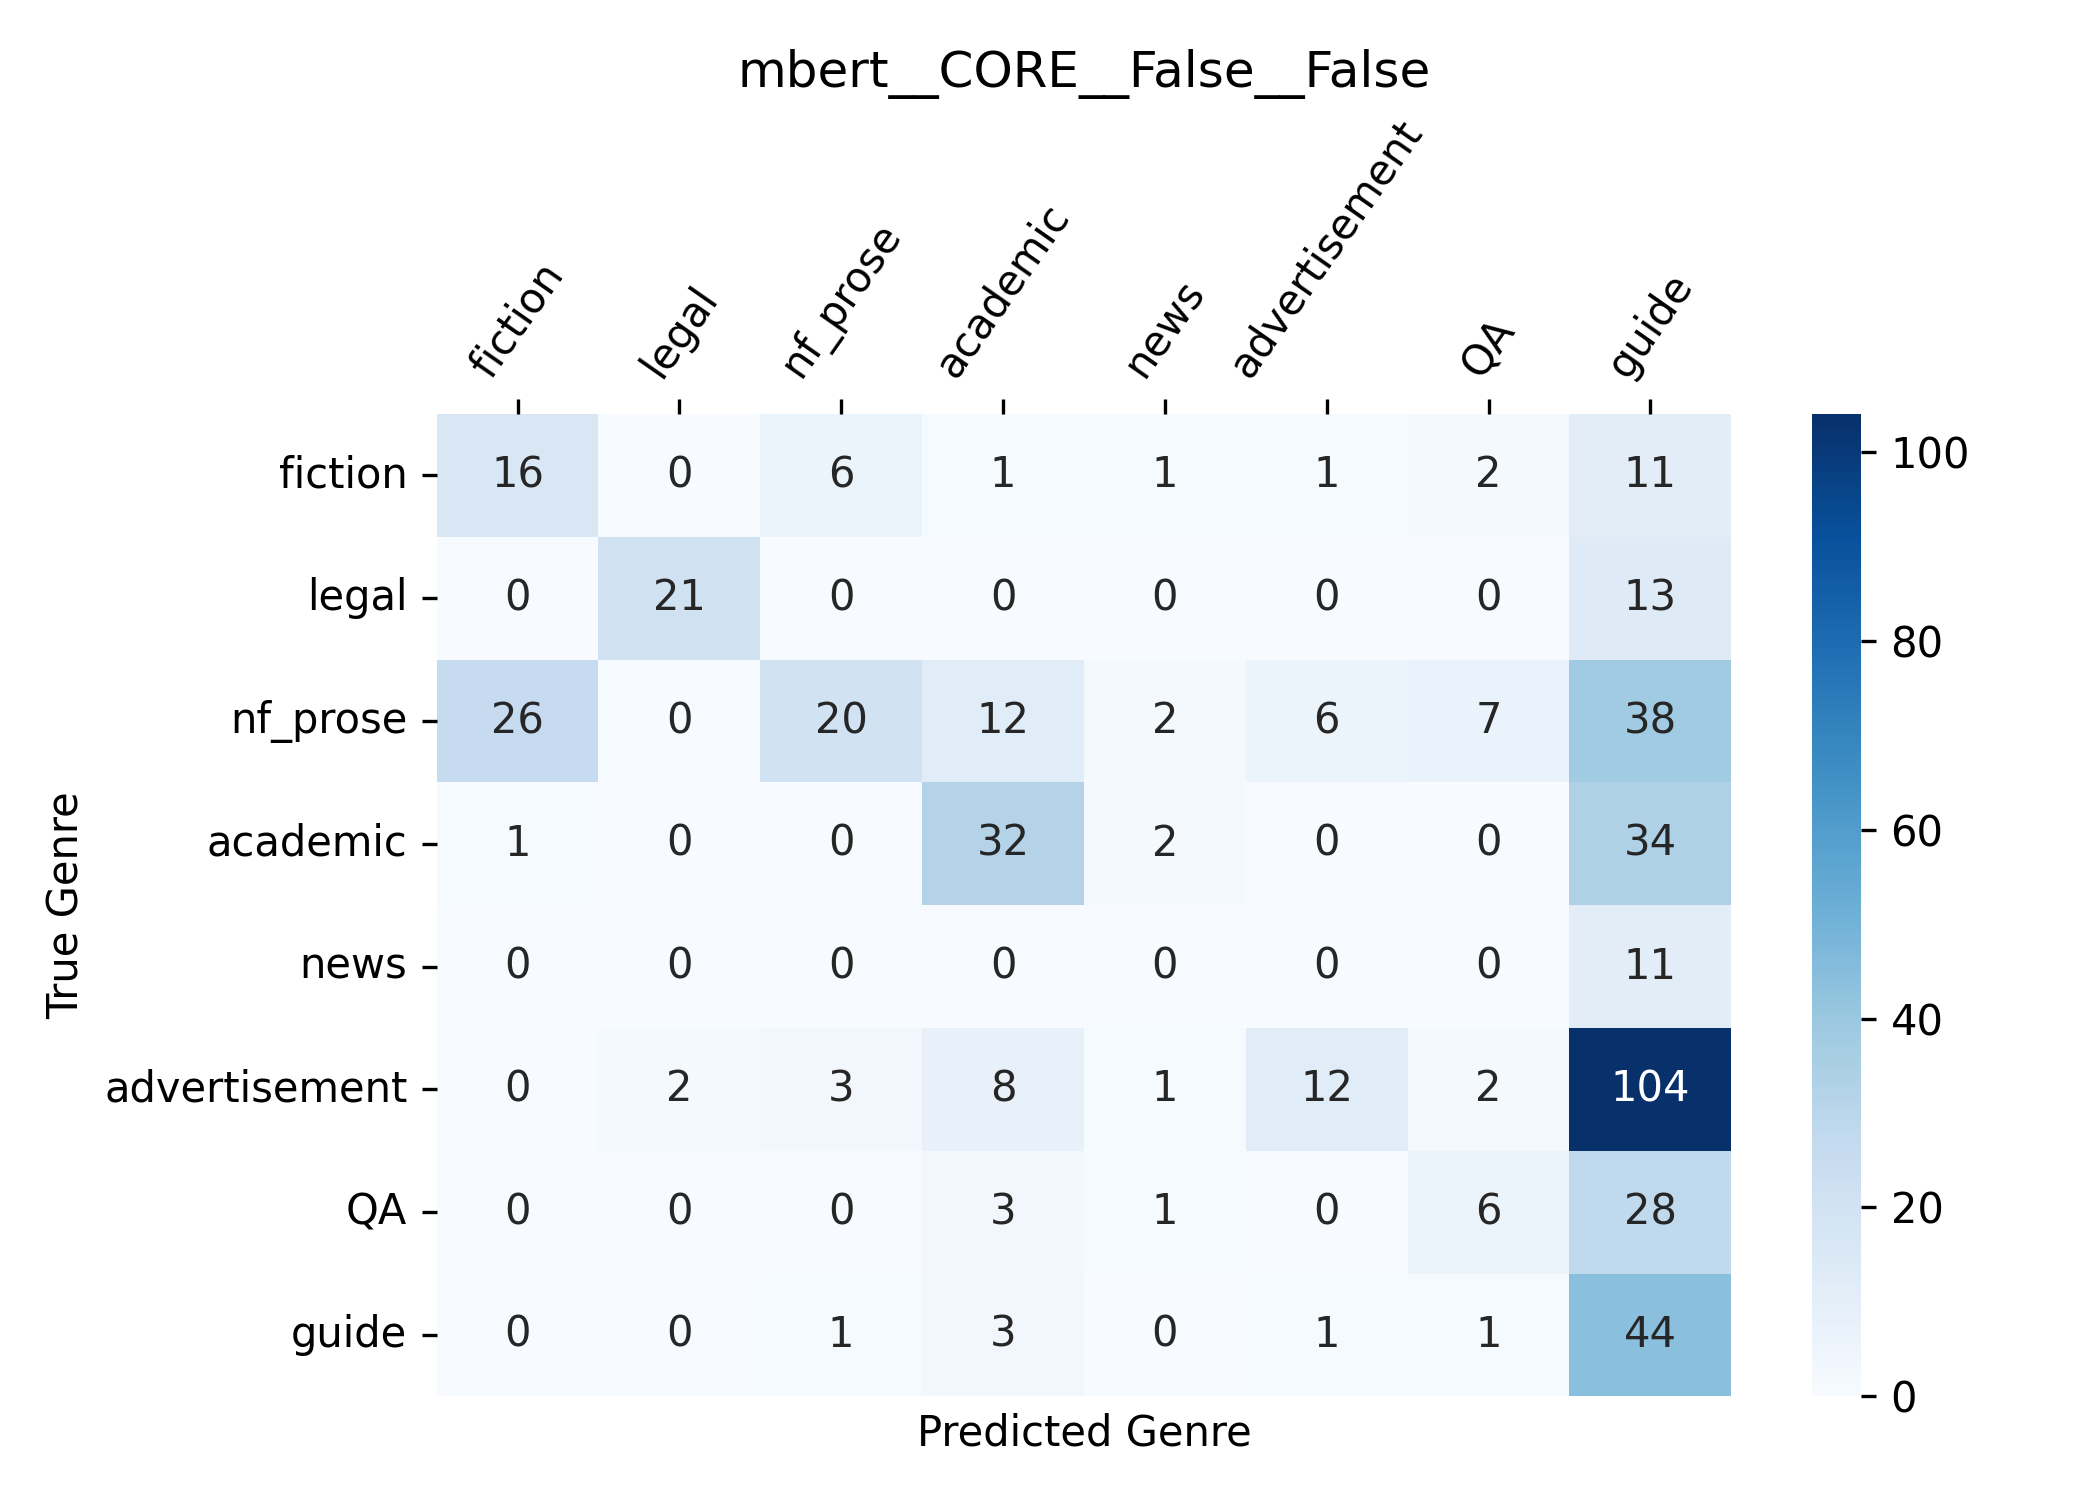 mbert__CORE__False__False
fiction legal nf_prose academic news advertisement QA guide
fiction 16 0 6 1 1 1 2 11
legal 0 21 0 0 0 0 0 13
nf_prose 26 0 20 12 2 6 7 38
academic 1 0 0 32 2 0 0 34
news 0 0 0 0 0 0 0 11
advertisement 0 2 3 8 1 12 2 104
QA 0 0 0 3 1 0 6 28
guide 0 0 1 3 0 1 1 44
True Genre
Predicted Genre
100
80
60
40
20
0